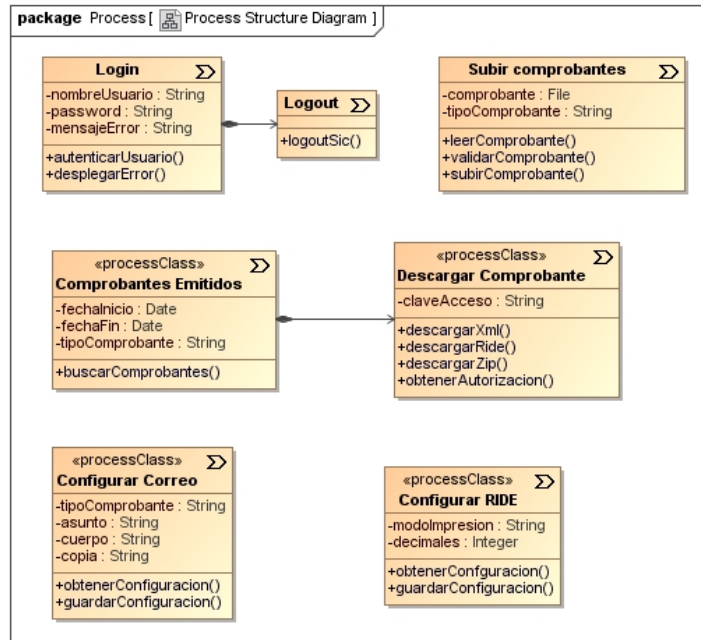 package Process [ Process Structure Diagram ]
Login
-nombreUsuario : String
-password : String
-mensajeError : String
+autenticarUsuario()
+desplegarError()
Logout
+logoutSic()
Subir comprobantes
-comprobante : File
-tipoComprobante : String
+leerComprobante()
+validarComprobante()
+subirComprobante()
«processClass»
Comprobantes Emitidos
-fechaInicio : Date
-fechaFin : Date
-tipoComprobante : String
+buscarComprobantes()
«processClass»
Descargar Comprobante
-claveAcceso : String
+descargarXml()
+descargarRide()
+descargarZip()
+obtenerAutorizacion()
«processClass»
Configurar Correo
-tipoComprobante : String
-asunto : String
-cuerpo : String
-copia : String
+obtenerConfiguracion()
+guardarConfiguracion()
«processClass»
Configurar RIDE
-modoImpresion : String
-decimales : Integer
+obtenerConfguracion()
+guardarConfiguracion()